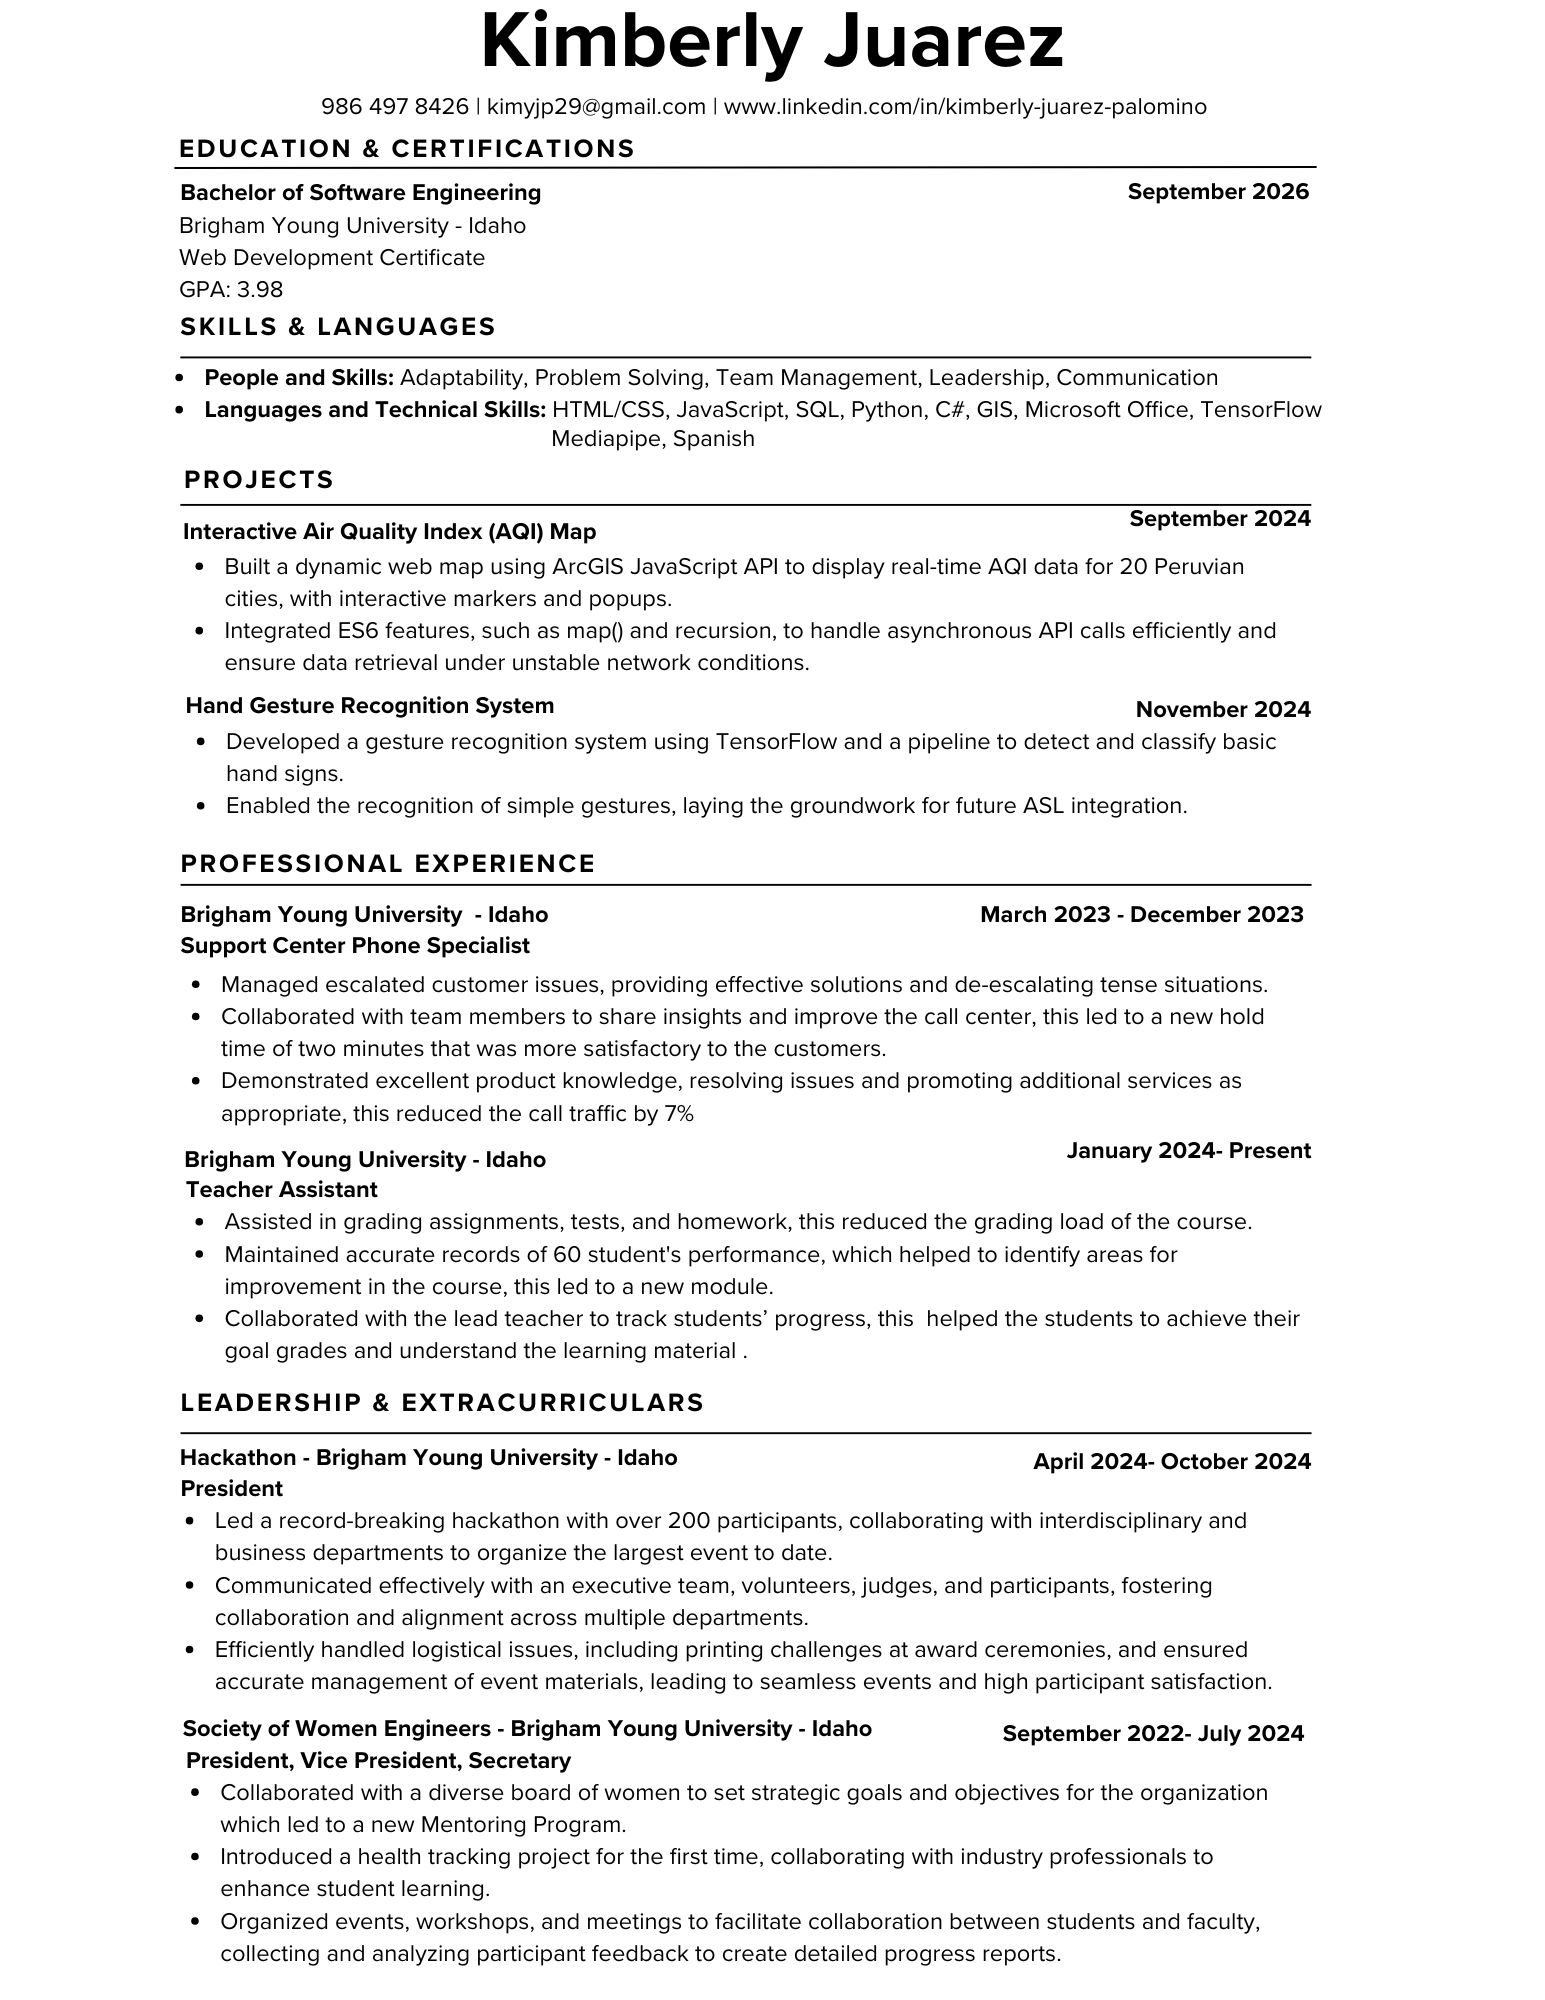 Kimberly Juarez
986 497 8426 | kimyjp29@gmail.com | www.linkedin.com/in/kimberly-juarez-palomino
EDUCATION & CERTIFICATIONS
Bachelor of Software Engineering September 2026
Brigham Young University - Idaho
Web Development Certificate
GPA: 3.98
SKILLS & LANGUAGES
• People and Skills: Adaptability, Problem Solving, Team Management, Leadership, Communication
• Languages and Technical Skills: HTML/CSS, JavaScript, SQL, Python, C#, GIS, Microsoft Office, TensorFlow
Mediapipe, Spanish
PROJECTS
Interactive Air Quality Index (AQI) Map September 2024
• Built a dynamic web map using ArcGIS JavaScript API to display real-time AQI data for 20 Peruvian
cities, with interactive markers and popups.
• Integrated ES6 features, such as map() and recursion, to handle asynchronous API calls efficiently and
ensure data retrieval under unstable network conditions.
Hand Gesture Recognition System November 2024
• Developed a gesture recognition system using TensorFlow and a pipeline to detect and classify basic
hand signs.
• Enabled the recognition of simple gestures, laying the groundwork for future ASL integration.
PROFESSIONAL EXPERIENCE
Brigham Young University - Idaho March 2023 - December 2023
Support Center Phone Specialist
• Managed escalated customer issues, providing effective solutions and de-escalating tense situations.
• Collaborated with team members to share insights and improve the call center, this led to a new hold
time of two minutes that was more satisfactory to the customers.
• Demonstrated excellent product knowledge, resolving issues and promoting additional services as
appropriate, this reduced the call traffic by 7%
Brigham Young University - Idaho January 2024- Present
Teacher Assistant
• Assisted in grading assignments, tests, and homework, this reduced the grading load of the course.
• Maintained accurate records of 60 student's performance, which helped to identify areas for
improvement in the course, this led to a new module.
• Collaborated with the lead teacher to track students’ progress, this helped the students to achieve their
goal grades and understand the learning material .
LEADERSHIP & EXTRACURRICULARS
Hackathon - Brigham Young University - Idaho April 2024- October 2024
President
• Led a record-breaking hackathon with over 200 participants, collaborating with interdisciplinary and
business departments to organize the largest event to date.
• Communicated effectively with an executive team, volunteers, judges, and participants, fostering
collaboration and alignment across multiple departments.
• Efficiently handled logistical issues, including printing challenges at award ceremonies, and ensured
accurate management of event materials, leading to seamless events and high participant satisfaction.
Society of Women Engineers - Brigham Young University - Idaho September 2022- July 2024
President, Vice President, Secretary
• Collaborated with a diverse board of women to set strategic goals and objectives for the organization
which led to a new Mentoring Program.
• Introduced a health tracking project for the first time, collaborating with industry professionals to
enhance student learning.
• Organized events, workshops, and meetings to facilitate collaboration between students and faculty,
collecting and analyzing participant feedback to create detailed progress reports.